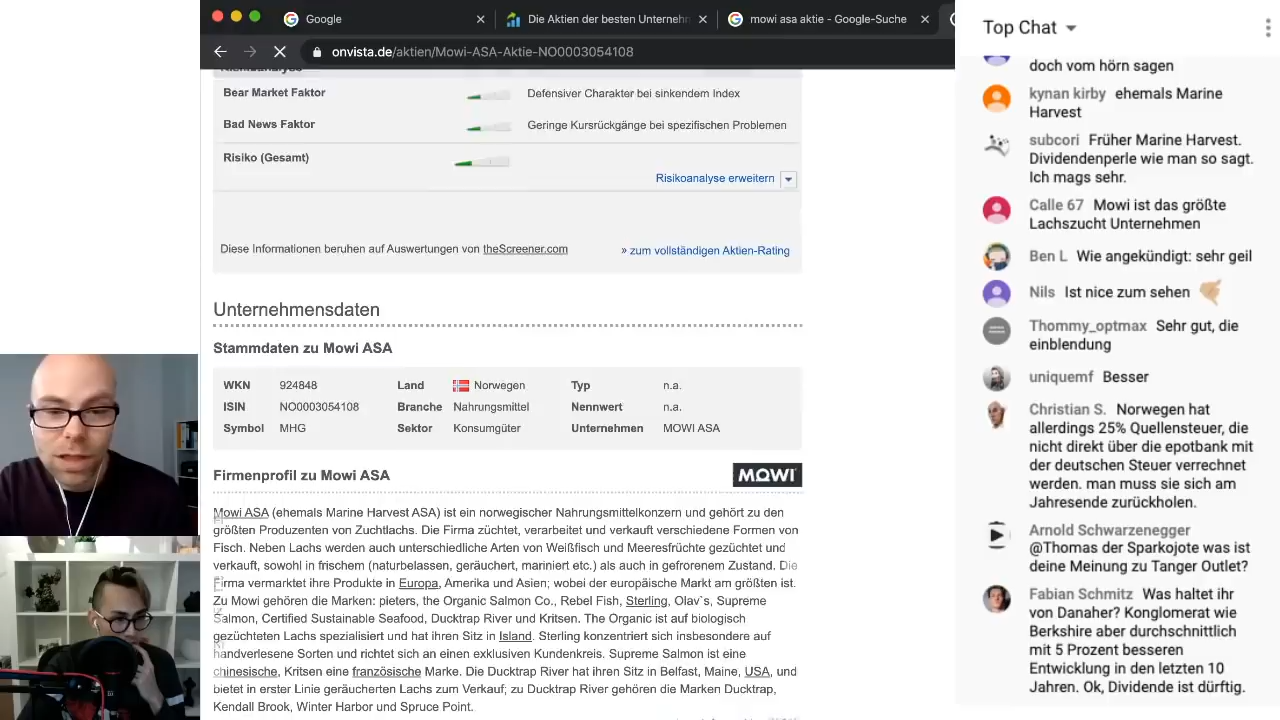 Google
Die Aktien der besten Unternehm
mowi asa aktie - Google-Suche
onvista.de/aktien/Mowi-ASA-Aktie-NO0003054108
Bear Market Faktor Defensiver Charakter bei sinkendem Index
Bad News Faktor Geringe Kursrückgänge bei spezifischen Problemen
Risiko (Gesamt)
Risikoanalyse erweitern
Diese Informationen beruhen auf Auswertungen von theScreener.com » zum vollständigen Aktien-Rating
Unternehmensdaten
Stammdaten zu Mowi ASA
WKN 924848 Land Norwegen Typ n.a.
ISIN NO0003054108 Branche Nahrungsmittel Nennwert n.a.
Symbol MHG Sektor Konsumgüter Unternehmen MOWI ASA
Firmenprofil zu Mowi ASA MOWI
Mowi ASA (ehemals Marine Harvest ASA) ist ein norwegischer Nahrungsmittelkonzern und gehört zu den
größten Produzenten von Zuchtlachs. Die Firma züchtet, verarbeitet und verkauft verschiedene Formen von
Fisch. Neben Lachs werden auch unterschiedliche Arten von Weißfisch und Meeresfrüchte gezüchtet und
verkauft, sowohl in frischem (naturbelassen, geräuchert, mariniert etc.) als auch in gefrorenem Zustand. Die
Firma vermarktet ihre Produkte in Europa, Amerika und Asien; wobei der europäische Markt am größten ist.
Zu Mowi gehören die Marken: pieters, the Organic Salmon Co., Rebel Fish, Sterling, Olav`s, Supreme
Salmon, Certified Sustainable Seafood, Ducktrap River und Kritsen. The Organic ist auf biologisch
gezüchteten Lachs spezialisiert und hat ihren Sitz in Island. Sterling konzentriert sich insbesondere auf
handverlesene Sorten und richtet sich an einen exklusiven Kundenkreis. Supreme Salmon ist eine
chinesische, Kritsen eine französische Marke. Die Ducktrap River hat ihren Sitz in Belfast, Maine, USA, und
bietet in erster Linie geräucherten Lachs zum Verkauf; zu Ducktrap River gehören die Marken Ducktrap,
Kendall Brook, Winter Harbor und Spruce Point.
Top Chat
doch vom hörn sagen
kynan kirby ehemals Marine
Harvest
subcori Früher Marine Harvest.
Dividendenperle wie man so sagt.
Ich mags sehr.
Calle 67 Mowi ist das größte
Lachszucht Unternehmen
Ben L Wie angekündigt: sehr geil
Nils Ist nice zum sehen
Thommy_optmax Sehr gut, die
einblendung
uniquemf Besser
Christian S. Norwegen hat
allerdings 25% Quellensteuer, die
nicht direkt über die epotbank mit
der deutschen Steuer verrechnet
werden. man muss sie sich am
Jahresende zurückholen.
Arnold Schwarzenegger
@Thomas der Sparkojote was ist
deine Meinung zu Tanger Outlet?
Fabian Schmitz Was haltet ihr
von Danaher? Konglomerat wie
Berkshire aber durchschnittlich
mit 5 Prozent besseren
Entwicklung in den letzten 10
Jahren. Ok, Dividende ist dürftig.